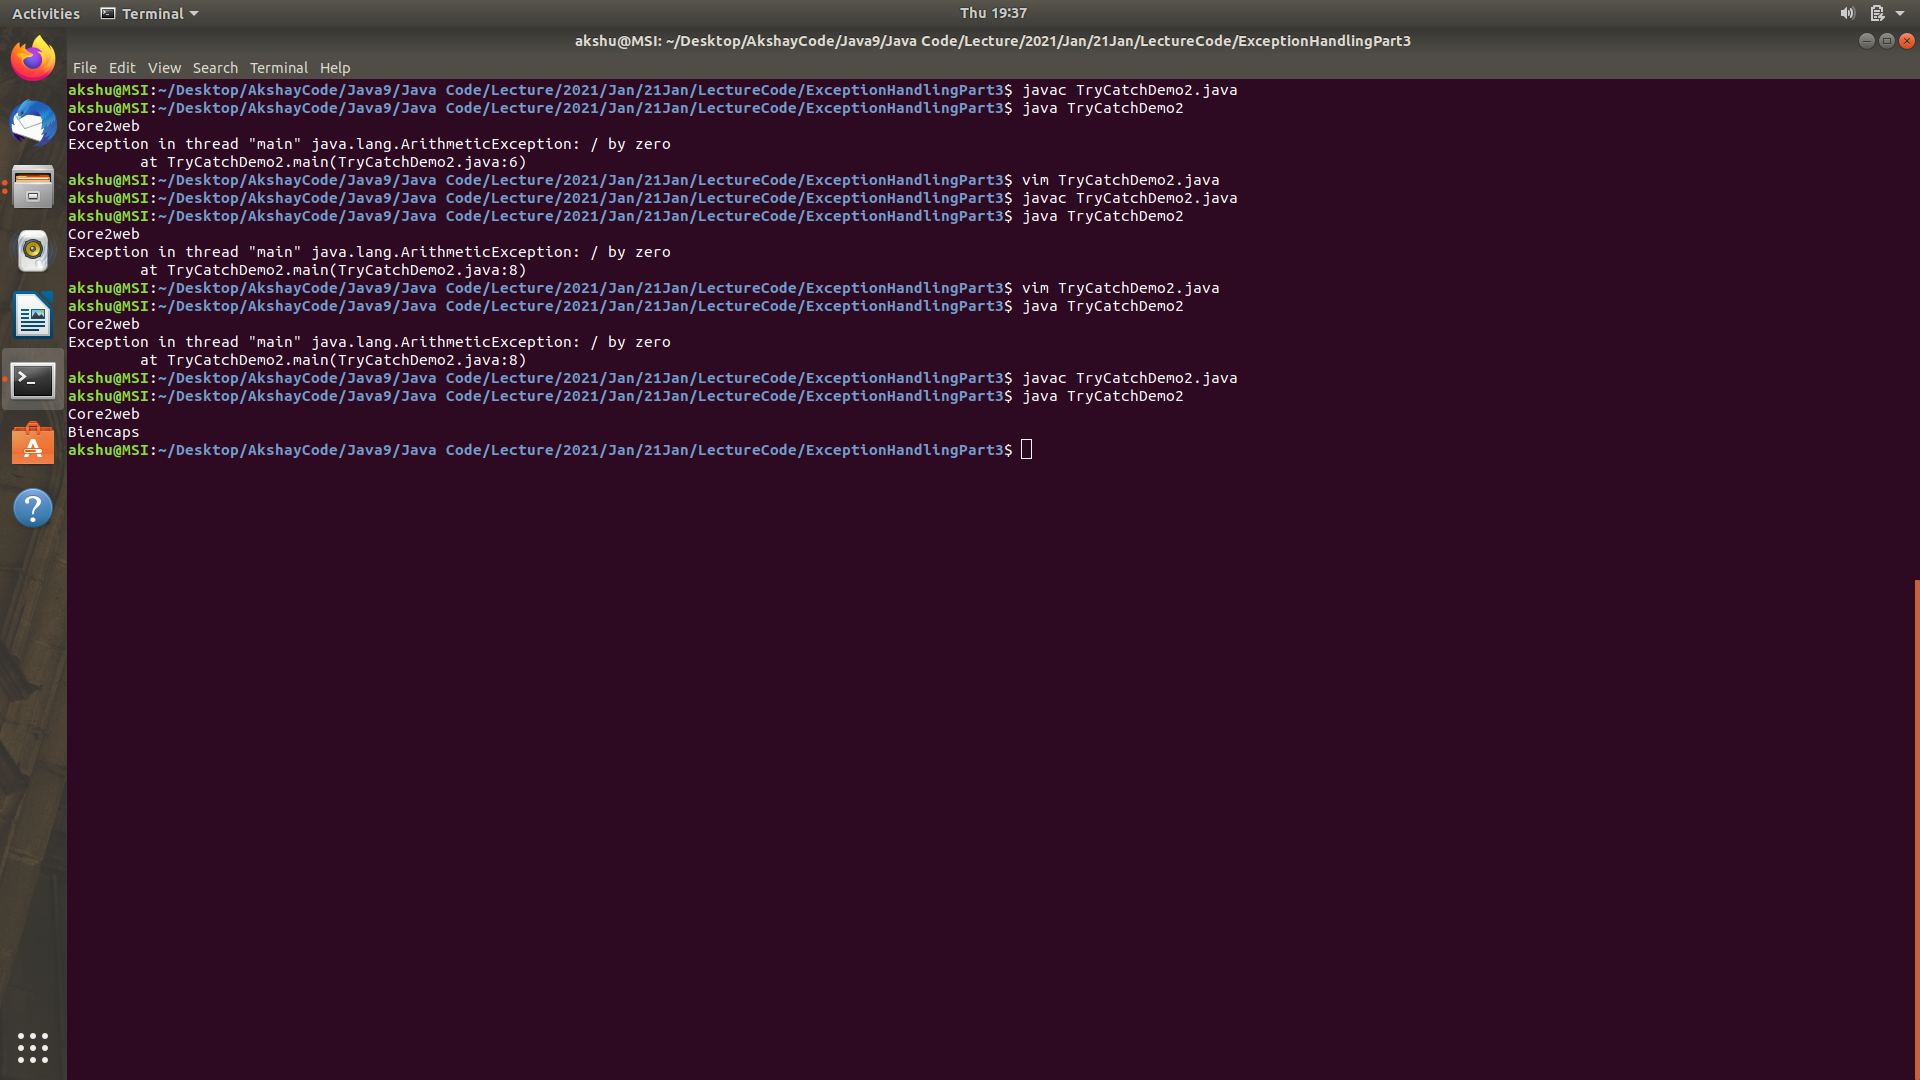 Activities Terminal Thu 19:37
akshu@MSI: ~/Desktop/AkshayCode/Java9/Java Code/Lecture/2021/Jan/21Jan/LectureCode/ExceptionHandlingPart3
File Edit View Search Terminal Help
akshu@MSI:~/Desktop/AkshayCode/Java9/Java Code/Lecture/2021/Jan/21Jan/LectureCode/ExceptionHandlingPart3$ javac TryCatchDemo2.java
akshu@MSI:~/Desktop/AkshayCode/Java9/Java Code/Lecture/2021/Jan/21Jan/LectureCode/ExceptionHandlingPart3$ java TryCatchDemo2
Core2web
Exception in thread "main" java.lang.ArithmeticException: / by zero
        at TryCatchDemo2.main(TryCatchDemo2.java:6)
akshu@MSI:~/Desktop/AkshayCode/Java9/Java Code/Lecture/2021/Jan/21Jan/LectureCode/ExceptionHandlingPart3$ vim TryCatchDemo2.java
akshu@MSI:~/Desktop/AkshayCode/Java9/Java Code/Lecture/2021/Jan/21Jan/LectureCode/ExceptionHandlingPart3$ javac TryCatchDemo2.java
akshu@MSI:~/Desktop/AkshayCode/Java9/Java Code/Lecture/2021/Jan/21Jan/LectureCode/ExceptionHandlingPart3$ java TryCatchDemo2
Core2web
Exception in thread "main" java.lang.ArithmeticException: / by zero
        at TryCatchDemo2.main(TryCatchDemo2.java:8)
akshu@MSI:~/Desktop/AkshayCode/Java9/Java Code/Lecture/2021/Jan/21Jan/LectureCode/ExceptionHandlingPart3$ vim TryCatchDemo2.java
akshu@MSI:~/Desktop/AkshayCode/Java9/Java Code/Lecture/2021/Jan/21Jan/LectureCode/ExceptionHandlingPart3$ java TryCatchDemo2
Core2web
Exception in thread "main" java.lang.ArithmeticException: / by zero
        at TryCatchDemo2.main(TryCatchDemo2.java:8)
akshu@MSI:~/Desktop/AkshayCode/Java9/Java Code/Lecture/2021/Jan/21Jan/LectureCode/ExceptionHandlingPart3$ javac TryCatchDemo2.java
akshu@MSI:~/Desktop/AkshayCode/Java9/Java Code/Lecture/2021/Jan/21Jan/LectureCode/ExceptionHandlingPart3$ java TryCatchDemo2
Core2web
Biencaps
akshu@MSI:~/Desktop/AkshayCode/Java9/Java Code/Lecture/2021/Jan/21Jan/LectureCode/ExceptionHandlingPart3$